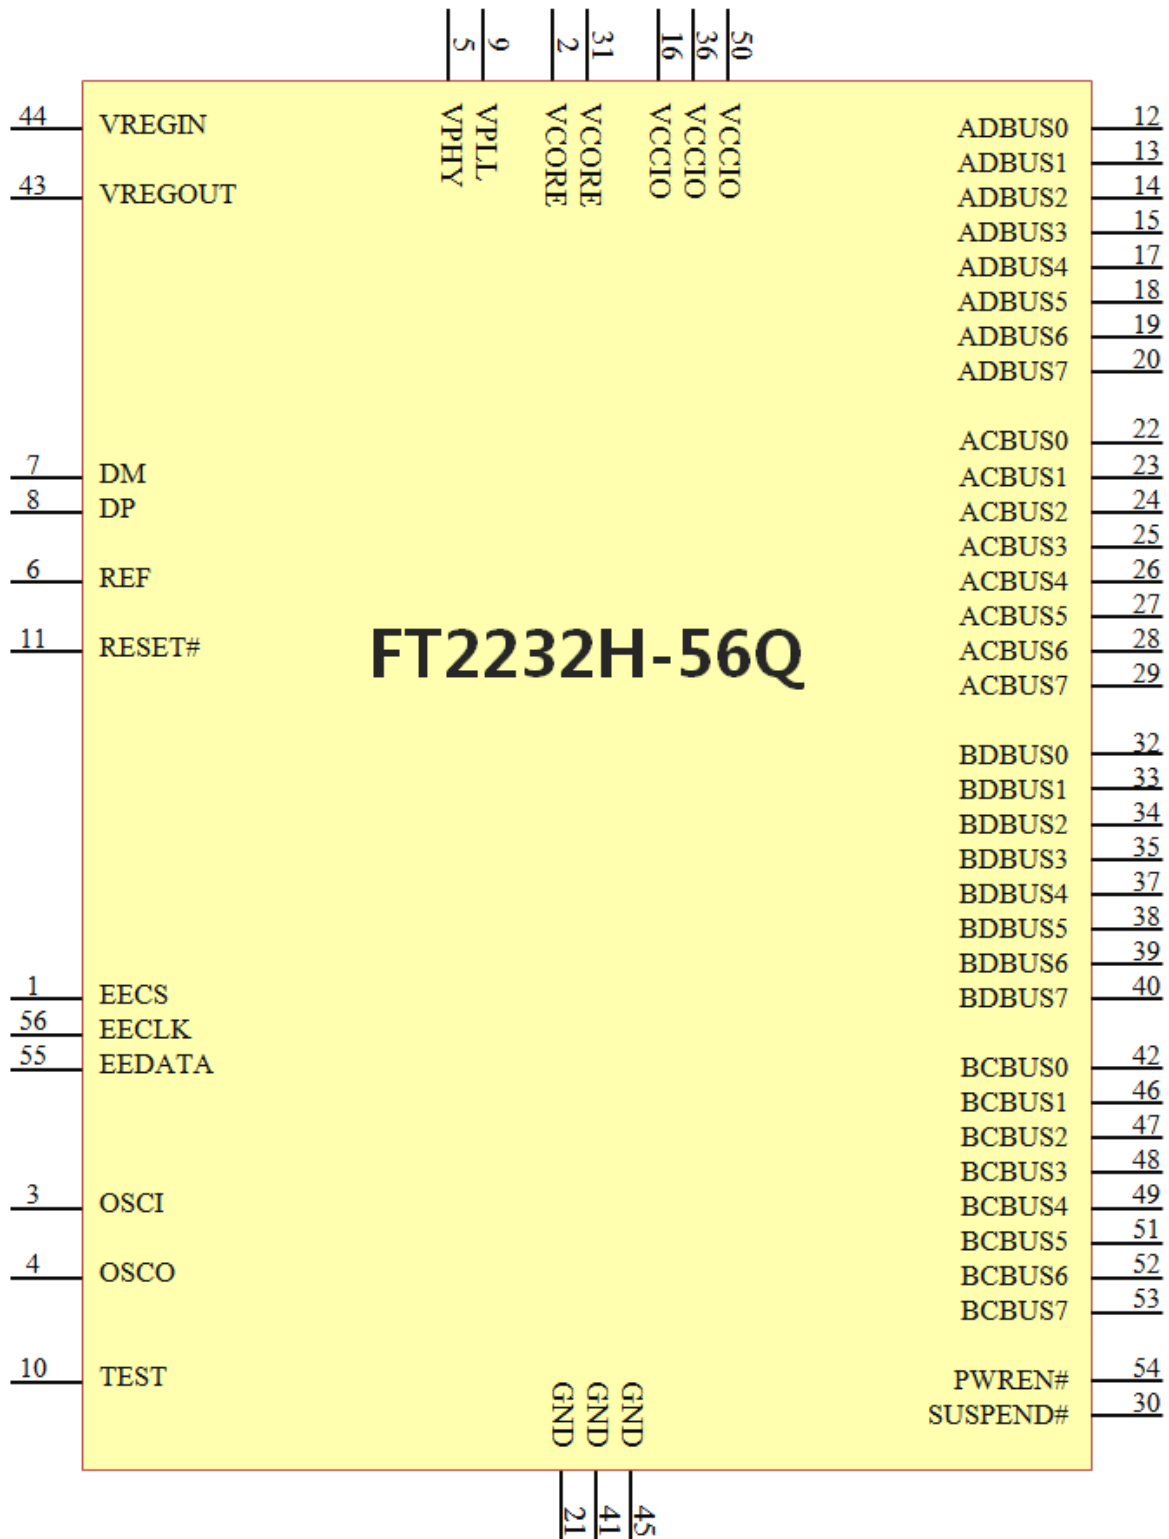 5 9 2 31 16 36 50
VPHY VPLL VCORE VCORE VCCIO VCCIO VCCIO
44 VREGIN
43 VREGOUT
7 DM
8 DP
6 REF
11 RESET#
1 EECS
56 EECLK
55 EEDATA
3 OSCI
4 OSCO
10 TEST
FT2232H-56Q
ADBUS0 12
ADBUS1 13
ADBUS2 14
ADBUS3 15
ADBUS4 17
ADBUS5 18
ADBUS6 19
ADBUS7 20
ACBUS0 22
ACBUS1 23
ACBUS2 24
ACBUS3 25
ACBUS4 26
ACBUS5 27
ACBUS6 28
ACBUS7 29
BDBUS0 32
BDBUS1 33
BDBUS2 34
BDBUS3 35
BDBUS4 37
BDBUS5 38
BDBUS6 39
BDBUS7 40
BCBUS0 42
BCBUS1 46
BCBUS2 47
BCBUS3 48
BCBUS4 49
BCBUS5 51
BCBUS6 52
BCBUS7 53
PWREN# 54
SUSPEND# 30
GND GND GND
21 41 45